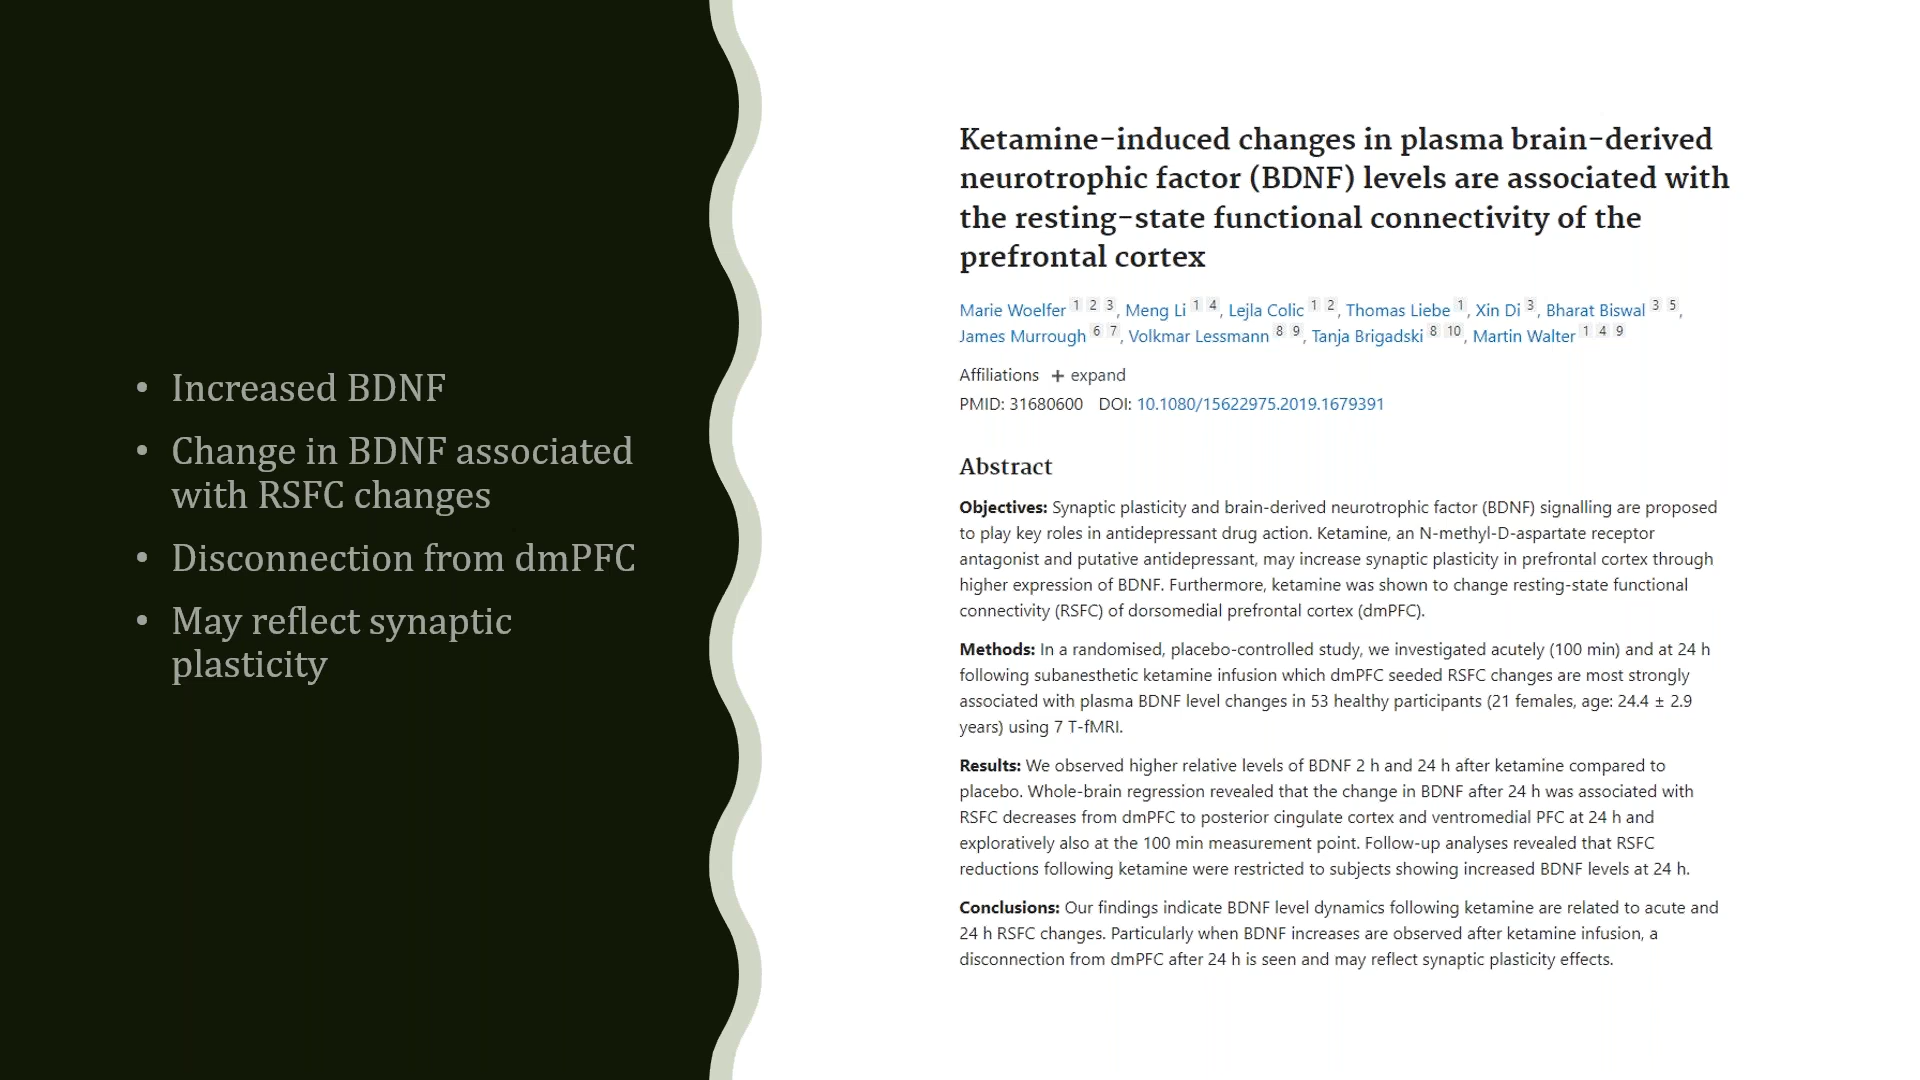 • Increased BDNF
• Change in BDNF associated
with RSFC changes
• Disconnection from dmPFC
• May reflect synaptic
plasticity
Ketamine-induced changes in plasma brain-derived
neurotrophic factor (BDNF) levels are associated with
the resting-state functional connectivity of the
prefrontal cortex
Marie Woelfer 1 2 3, Meng Li 1 4, Lejla Colic 1 2, Thomas Liebe 1, Xin Di 3, Bharat Biswal 3 5,
James Murrough 6 7, Volkmar Lessmann 8 9, Tanja Brigadski 8 10, Martin Walter 1 4 9
Affiliations + expand
PMID: 31680600 DOI: 10.1080/15622975.2019.1679391
Abstract
Objectives: Synaptic plasticity and brain-derived neurotrophic factor (BDNF) signalling are proposed
to play key roles in antidepressant drug action. Ketamine, an N-methyl-D-aspartate receptor
antagonist and putative antidepressant, may increase synaptic plasticity in prefrontal cortex through
higher expression of BDNF. Furthermore, ketamine was shown to change resting-state functional
connectivity (RSFC) of dorsomedial prefrontal cortex (dmPFC).
Methods: In a randomised, placebo-controlled study, we investigated acutely (100 min) and at 24 h
following subanesthetic ketamine infusion which dmPFC seeded RSFC changes are most strongly
associated with plasma BDNF level changes in 53 healthy participants (21 females, age: 24.4 ± 2.9
years) using 7 T-fMRI.
Results: We observed higher relative levels of BDNF 2 h and 24 h after ketamine compared to
placebo. Whole-brain regression revealed that the change in BDNF after 24 h was associated with
RSFC decreases from dmPFC to posterior cingulate cortex and ventromedial PFC at 24 h and
exploratively also at the 100 min measurement point. Follow-up analyses revealed that RSFC
reductions following ketamine were restricted to subjects showing increased BDNF levels at 24 h.
Conclusions: Our findings indicate BDNF level dynamics following ketamine are related to acute and
24 h RSFC changes. Particularly when BDNF increases are observed after ketamine infusion, a
disconnection from dmPFC after 24 h is seen and may reflect synaptic plasticity effects.